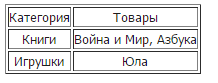 Категория Товары
Книги Война и Мир, Азбука
Игрушки Юла